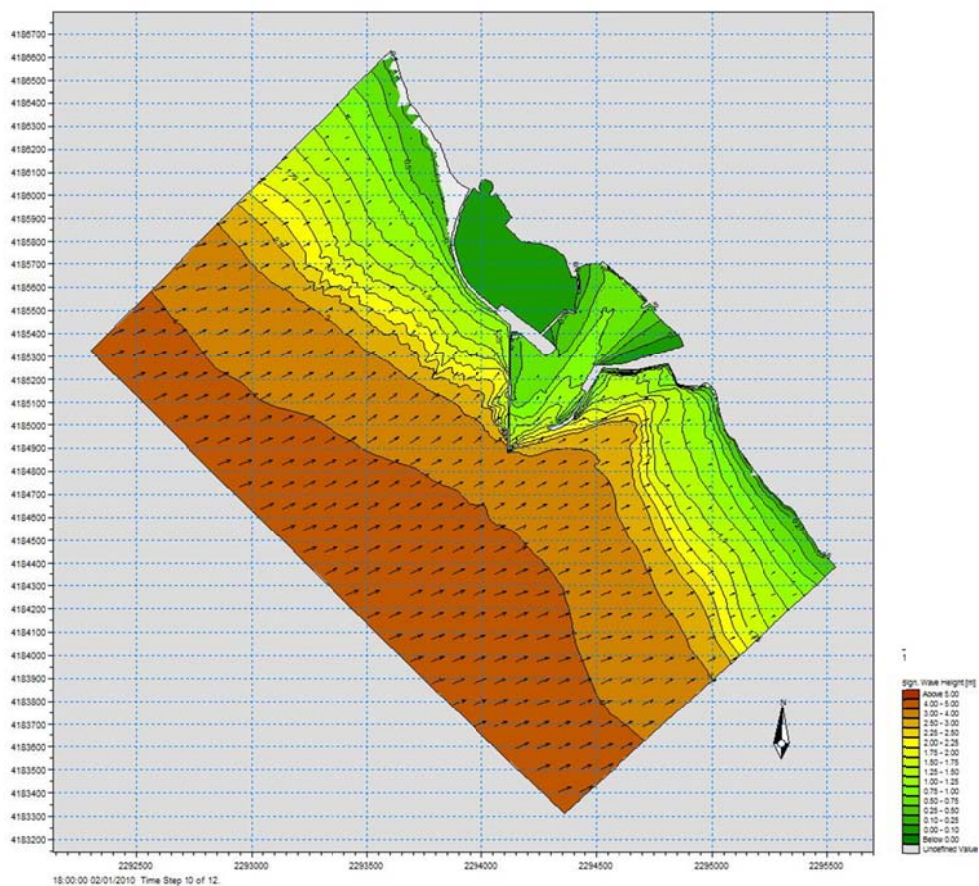 4186700
4186600
4186500
4186400
4186300
4186200
4186100
4186000
4185900
4185800
4185700
4185600
4185500
4185400
4185300
4185200
4185100
4185000
4184900
4184800
4184700
4184600
4184500
4184400
4184300
4184200
4184100
4184000
4183900
4183800
4183700
4183600
4183500
4183400
4183300
4183200
2292500 2293000 2293500 2294000 2294500 2295000 2295500
1
Sign. Wave Height [m]
Above 5.00
4.00 - 5.00
3.00 - 4.00
2.50 - 3.00
2.25 - 2.50
2.00 - 2.25
1.75 - 2.00
1.50 - 1.75
1.25 - 1.50
1.00 - 1.25
0.75 - 1.00
0.50 - 0.75
0.25 - 0.50
0.10 - 0.25
0.00 - 0.10
Below 0.00
Undefined Value
N
18:00:00 02/01/2010 Time Step 10 of 12.